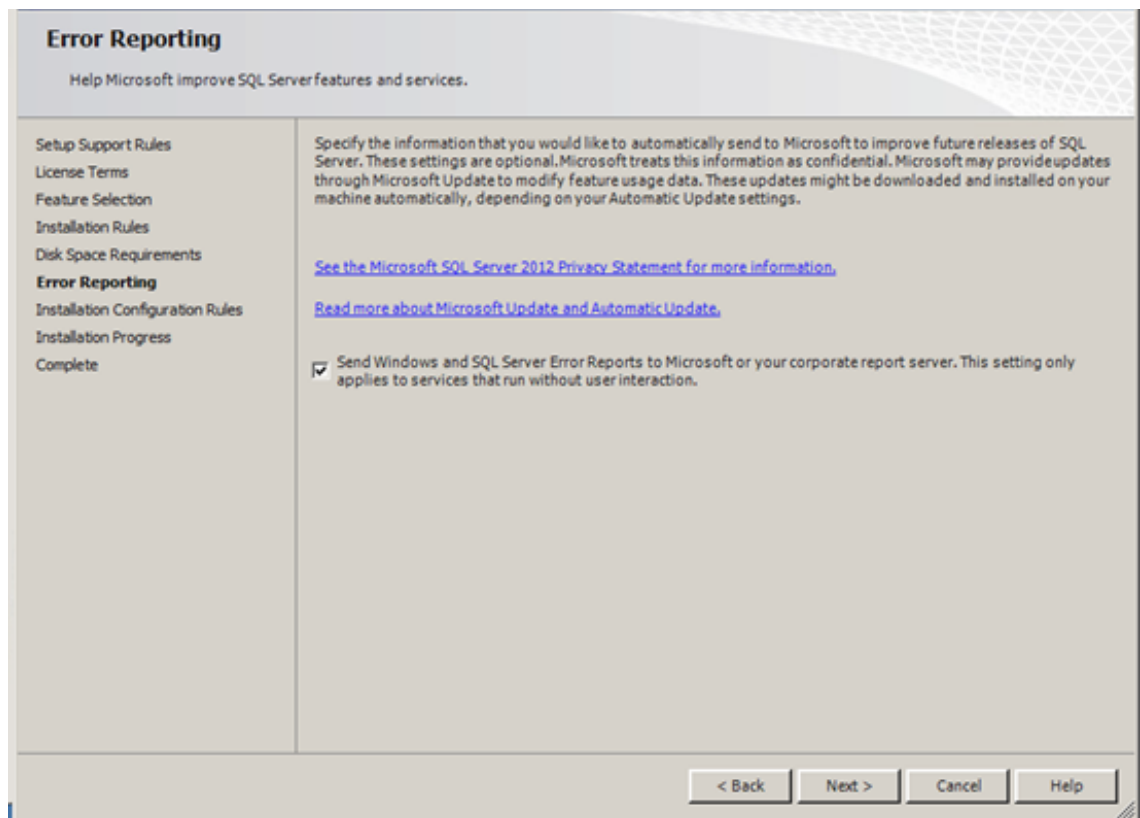 Error Reporting
Help Microsoft improve SQL Server features and services.
Setup Support Rules
License Terms
Feature Selection
Installation Rules
Disk Space Requirements
Error Reporting
Installation Configuration Rules
Installation Progress
Complete
Specify the information that you would like to automatically send to Microsoft to improve future releases of SQL
Server. These settings are optional. Microsoft treats this information as confidential. Microsoft may provide updates
through Microsoft Update to modify feature usage data. These updates might be downloaded and installed on your
machine automatically, depending on your Automatic Update settings.
See the Microsoft SQL Server 2012 Privacy Statement for more information.
Read more about Microsoft Update and Automatic Update.
Send Windows and SQL Server Error Reports to Microsoft or your corporate report server. This setting only
applies to services that run without user interaction.
< Back
Next >
Cancel
Help